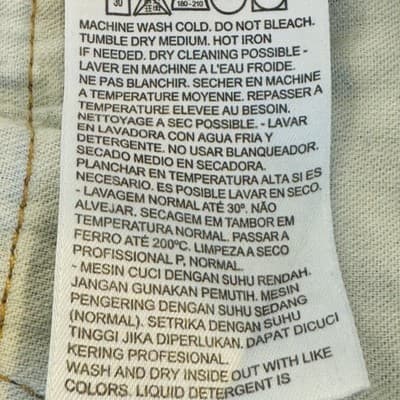 30 180-210
MACHINE WASH COLD. DO NOT BLEACH.
TUMBLE DRY MEDIUM. HOT IRON
IF NEEDED. DRY CLEANING POSSIBLE -
LAVER EN MACHINE A L'EAU FROIDE.
NE PAS BLANCHIR. SECHER EN MACHINE
A TEMPERATURE MOYENNE. REPASSER A
TEMPERATURE ELEVEE AU BESOIN.
NETTOYAGE A SEC POSSIBLE. - LAVAR
EN LAVADORA CON AGUA FRIA Y
DETERGENTE. NO USAR BLANQUEADOR.
SECADO MEDIO EN SECADORA.
PLANCHAR EN TEMPERATURA ALTA SI ES
NECESARIO. ES POSIBLE LAVAR EN SECO.
- LAVAGEM NORMAL ATÉ 30º. NÃO
ALVEJAR. SECAGEM EM TAMBOR EM
TEMPERATURA NORMAL. PASSAR A
FERRO ATÉ 200ºC. LIMPEZA A SECO
PROFISSIONAL P, NORMAL.
- MESIN CUCI DENGAN SUHU RENDAH.
JANGAN GUNAKAN PEMUTIH. MESIN
PENGERING DENGAN SUHU SEDANG
(NORMAL). SETRIKA DENGAN SUHU
TINGGI JIKA DIPERLUKAN. DAPAT DICUCI
KERING PROFESIONAL.
WASH AND DRY INSIDE OUT WITH LIKE
COLORS. LIQUID DETERGENT IS